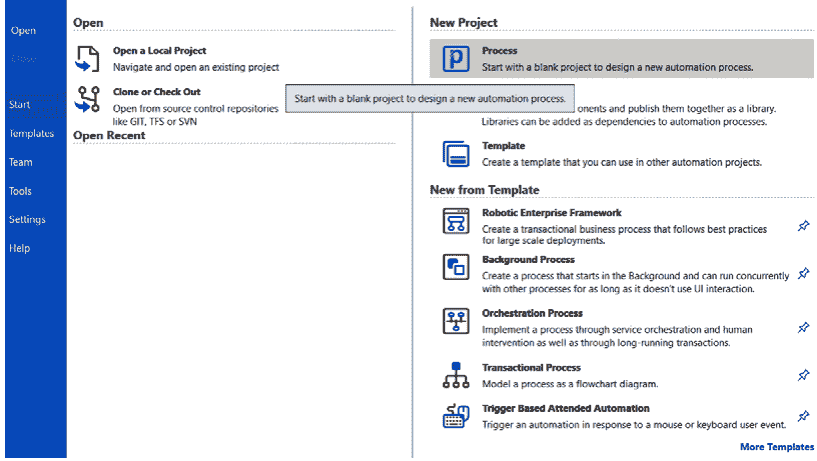 Open
Close
Start
Templates
Team
Tools
Settings
Help
Open
Open a Local Project
Navigate and open an existing project
Clone or Check Out
Open from source control repositories
like GIT, TFS or SVN
Open Recent
New Project
Process
Start with a blank project to design a new automation process.
Start with a blank project to design a new automation process.
onents and publish them together as a library.
Libraries can be added as dependencies to automation processes.
Template
Create a template that you can use in other automation projects.
New from Template
Robotic Enterprise Framework
Create a transactional business process that follows best practices
for large scale deployments.
Background Process
Create a process that starts in the Background and can run concurrently
with other processes for as long as it doesn't use UI interaction.
Orchestration Process
Implement a process through service orchestration and human
intervention as well as through long-running transactions.
Transactional Process
Model a process as a flowchart diagram.
Trigger Based Attended Automation
Trigger an automation in response to a mouse or keyboard user event.
More Templates